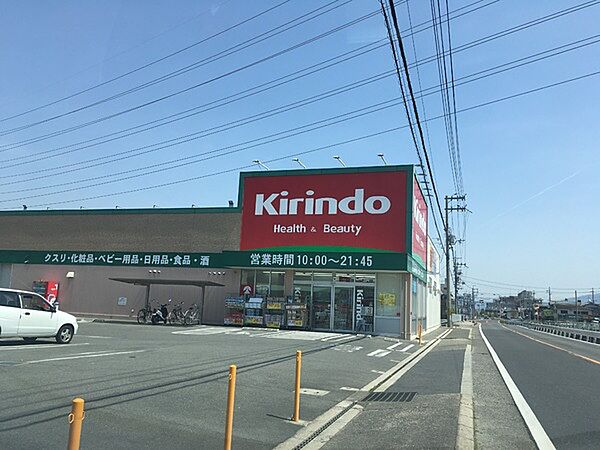 Kirindo
Health & Beauty
クスリ・化粧品・ベビー用品・日用品・食品・酒
営業時間 10:00〜21:45
Kirindo